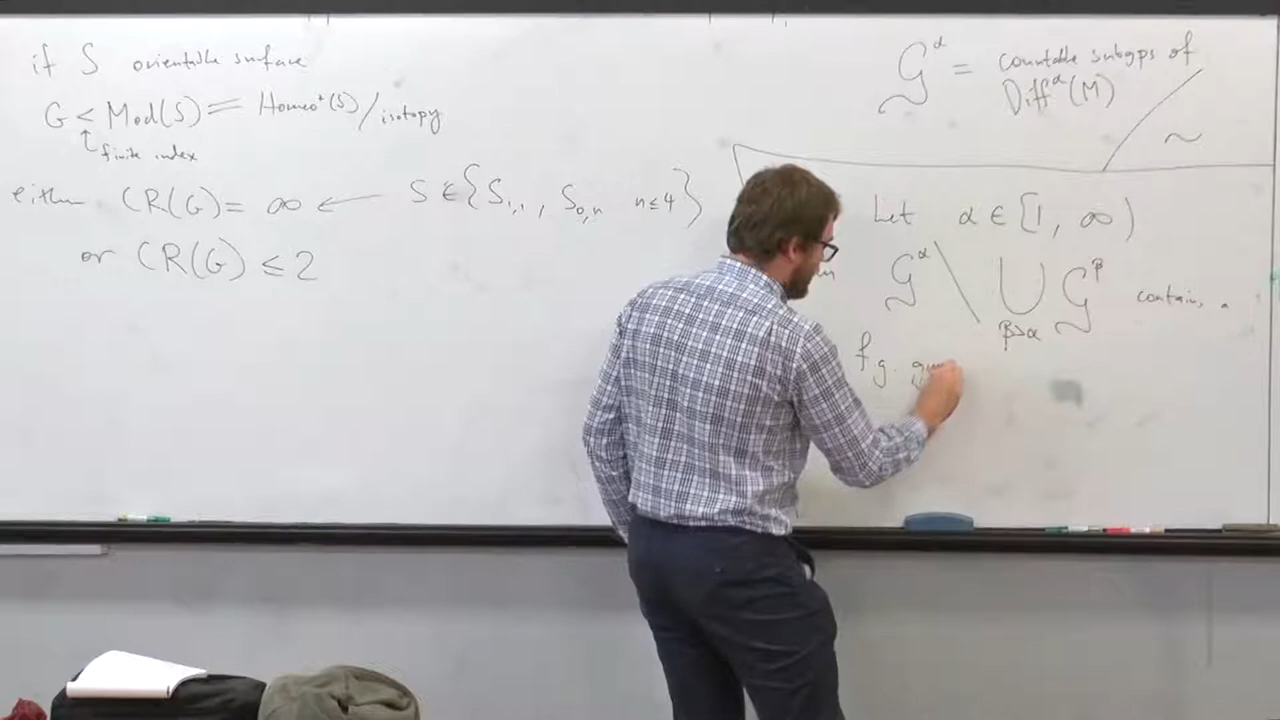 if S orientable surface
G < Mod(S) = Homeo⁺(S)/isotopy
↑ finite index
either CR(G) = ∞ ← S ∈ {S₁,₁, S₀,ₙ n ≤ 4}
or CR(G) ≤ 2
𝒢^α = countable subgps of Diff^α(M) / ~
Let α ∈ [1, ∞)
𝒢^α \ ⋃_{β>α} 𝒢^β contains a
f.g.